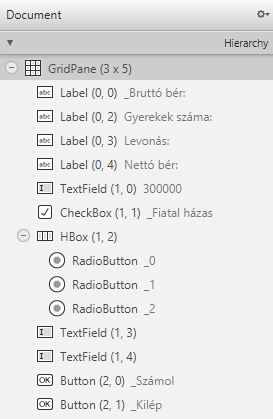 Document
Hierarchy
GridPane (3 x 5)
Label (0, 0) _Bruttó bér:
Label (0, 2) Gyerekek száma:
Label (0, 3) Levonás:
Label (0, 4) Nettó bér:
TextField (1, 0) 300000
CheckBox (1, 1) _Fiatal házas
HBox (1, 2)
RadioButton _0
RadioButton _1
RadioButton _2
TextField (1, 3)
TextField (1, 4)
Button (2, 0) _Számol
Button (2, 1) _Kilép